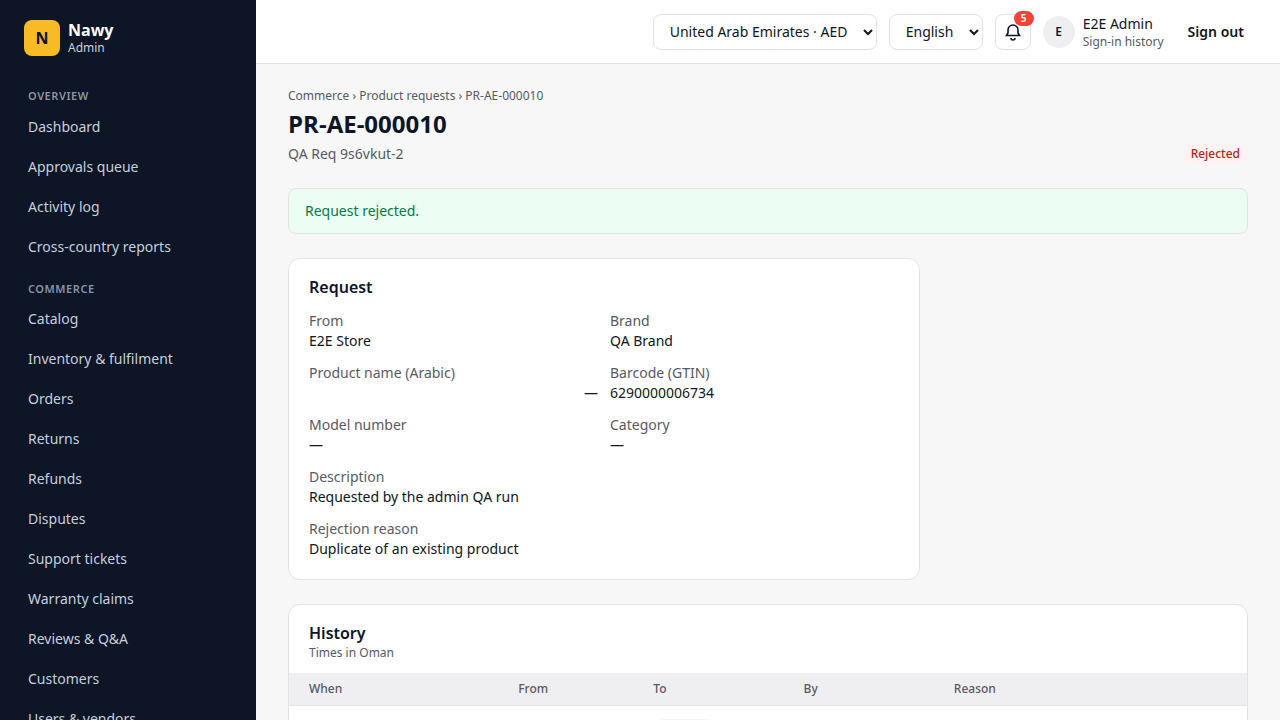 N
Nawy
Admin
United Arab Emirates · AED
English
5
E
E2E Admin
Sign-in history
Sign out
OVERVIEW
Dashboard
Approvals queue
Activity log
Cross-country reports
COMMERCE
Catalog
Inventory & fulfilment
Orders
Returns
Refunds
Disputes
Support tickets
Warranty claims
Reviews & Q&A
Customers
Users & vendors
Commerce › Product requests › PR-AE-000010
PR-AE-000010
QA Req 9s6vkut-2
Rejected
Request rejected.
Request
From
E2E Store
Brand
QA Brand
Product name (Arabic)
—
Barcode (GTIN)
6290000006734
Model number
—
Category
—
Description
Requested by the admin QA run
Rejection reason
Duplicate of an existing product
History
Times in Oman
When From To By Reason